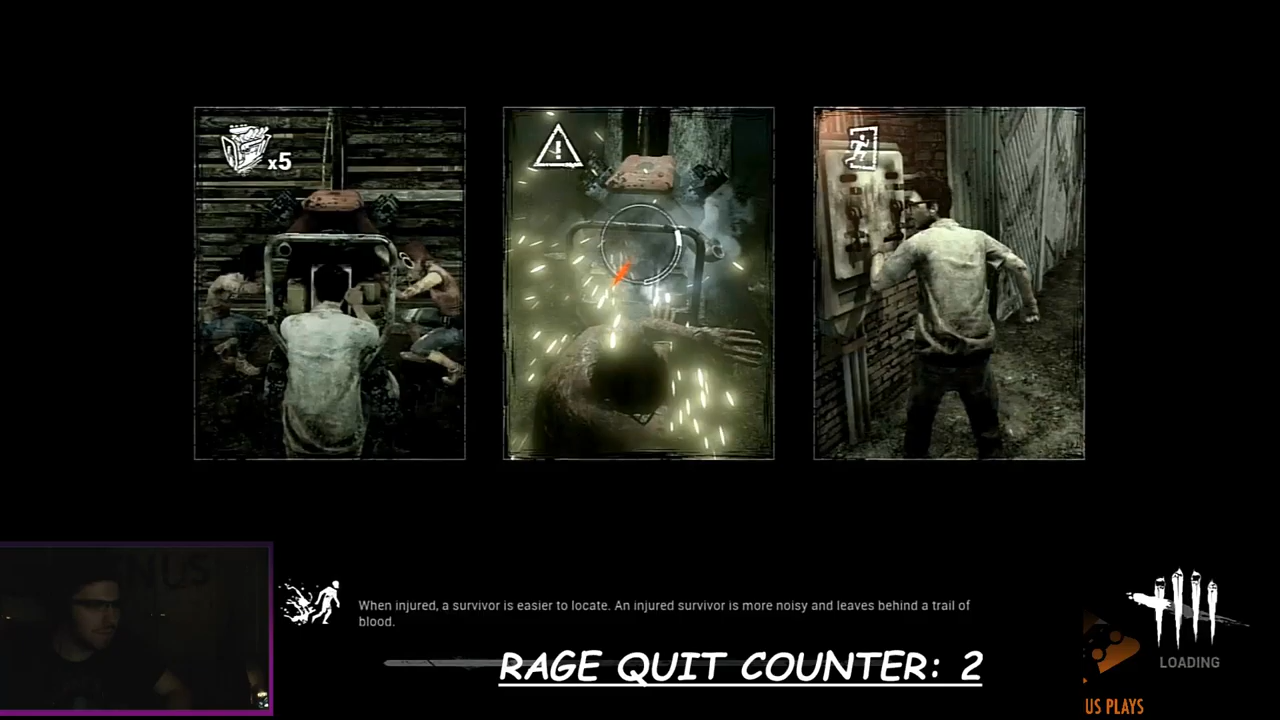 x5
When injured, a survivor is easier to locate. An injured survivor is more noisy and leaves behind a trail of
blood.
RAGE QUIT COUNTER: 2
LOADING
US PLAYS